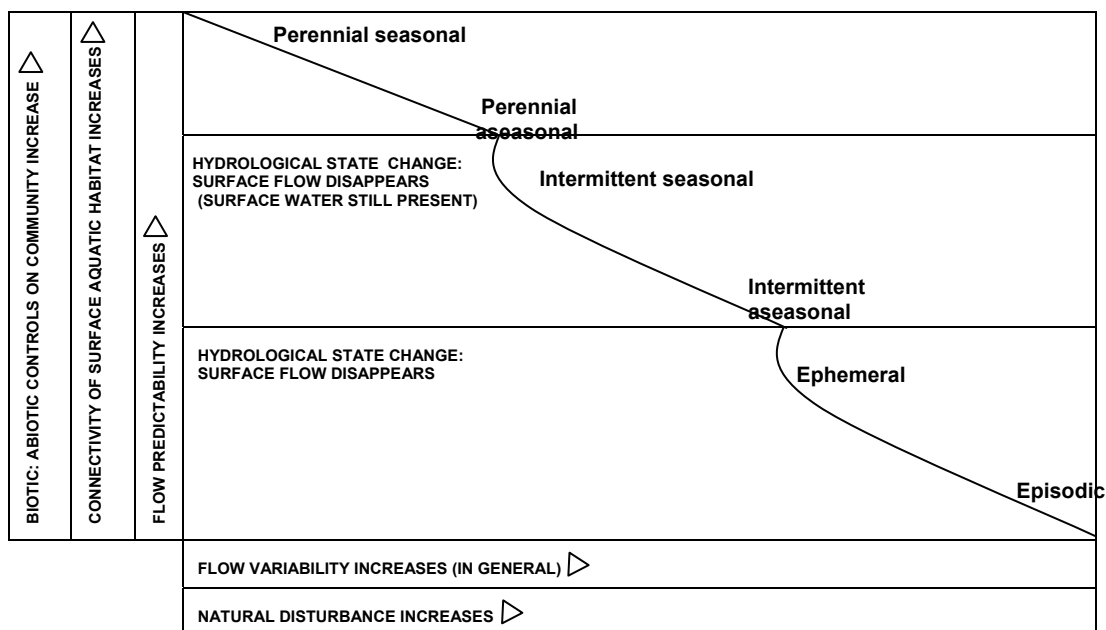 BIOTIC: ABIOTIC CONTROLS ON COMMUNITY INCREASE
CONNECTIVITY OF SURFACE AQUATIC HABITAT INCREASES
FLOW PREDICTABILITY INCREASES
Perennial seasonal
Perennial
aseasonal
HYDROLOGICAL STATE CHANGE:
SURFACE FLOW DISAPPEARS
(SURFACE WATER STILL PRESENT)
Intermittent seasonal
Intermittent
aseasonal
HYDROLOGICAL STATE CHANGE:
SURFACE FLOW DISAPPEARS
Ephemeral
Episodic
FLOW VARIABILITY INCREASES (IN GENERAL)
NATURAL DISTURBANCE INCREASES